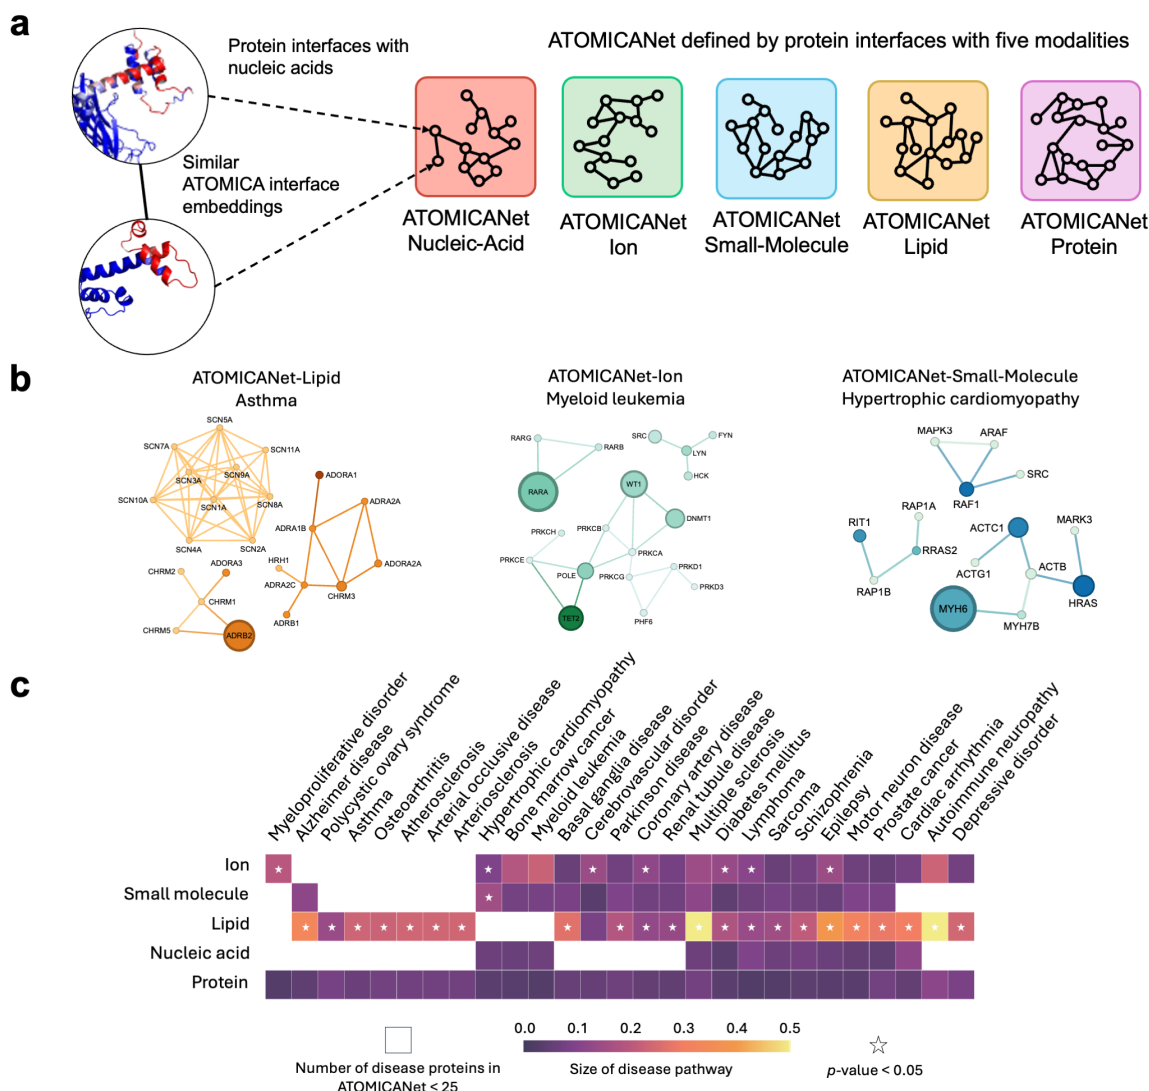 a
Protein interfaces with
nucleic acids
Similar
ATOMICA interface
embeddings
ATOMICANet defined by protein interfaces with five modalities
ATOMICANet
Nucleic-Acid
ATOMICANet
Ion
ATOMICANet
Small-Molecule
ATOMICANet
Lipid
ATOMICANet
Protein
b
ATOMICANet-Lipid
Asthma
SCN5A
SCN7A
SCN11A
SCN9A
SCN3A
SCN10A
SCN8A
SCN1A
SCN4A
SCN2A
ADORA1
ADRA2A
ADRA1B
HRH1
ADORA2A
ADRA2C
CHRM3
ADRB1
CHRM2
ADORA3
CHRM1
CHRM5
ADRB2
ATOMICANet-Ion
Myeloid leukemia
RARG
RARB
RARA
SRC
FYN
LYN
HCK
WT1
DNMT1
PRKCH
PRKCB
PRKCE
PRKCA
POLE
PRKCG
PRKD1
PRKD3
TET2
PHF6
ATOMICANet-Small-Molecule
Hypertrophic cardiomyopathy
MAPK3
ARAF
SRC
RAF1
RAP1A
RIT1
RRAS2
RAP1B
ACTC1
MARK3
ACTG1
ACTB
HRAS
MYH6
MYH7B
c
Myeloproliferative disorder
Alzheimer disease
Polycystic ovary syndrome
Asthma
Osteoarthritis
Atherosclerosis
Arterial occlusive disease
Arteriosclerosis
Hypertrophic cardiomyopathy
Bone marrow cancer
Myeloid leukemia
Basal ganglia disease
Cerebrovascular disorder
Parkinson disease
Coronary artery disease
Renal tubule disease
Multiple sclerosis
Diabetes mellitus
Lymphoma
Sarcoma
Schizophrenia
Epilepsy
Motor neuron disease
Prostate cancer
Cardiac arrhythmia
Autoimmune neuropathy
Depressive disorder
Ion
Small molecule
Lipid
Nucleic acid
Protein
Number of disease proteins in
ATOMICANet < 25
0.0 0.1 0.2 0.3 0.4 0.5
Size of disease pathway
p-value < 0.05